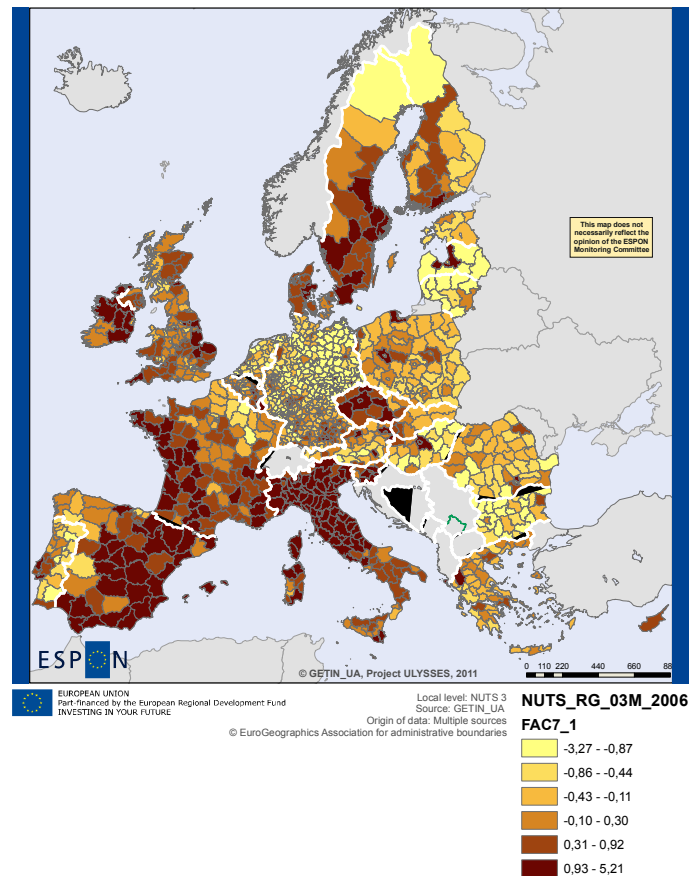 This map does not
necessarily reflect the
opinion of the ESPON
Monitoring Committee
ESPON
© GETIN_UA, Project ULYSSES, 2011
0 110 220 440 660 88
EUROPEAN UNION
Part-financed by the European Regional Development Fund
INVESTING IN YOUR FUTURE
Local level: NUTS 3
Source: GETIN_UA
Origin of data: Multiple sources
© EuroGeographics Association for administrative boundaries
NUTS_RG_03M_2006
FAC7_1
-3,27 - -0,87
-0,86 - -0,44
-0,43 - -0,11
-0,10 - 0,30
0,31 - 0,92
0,93 - 5,21